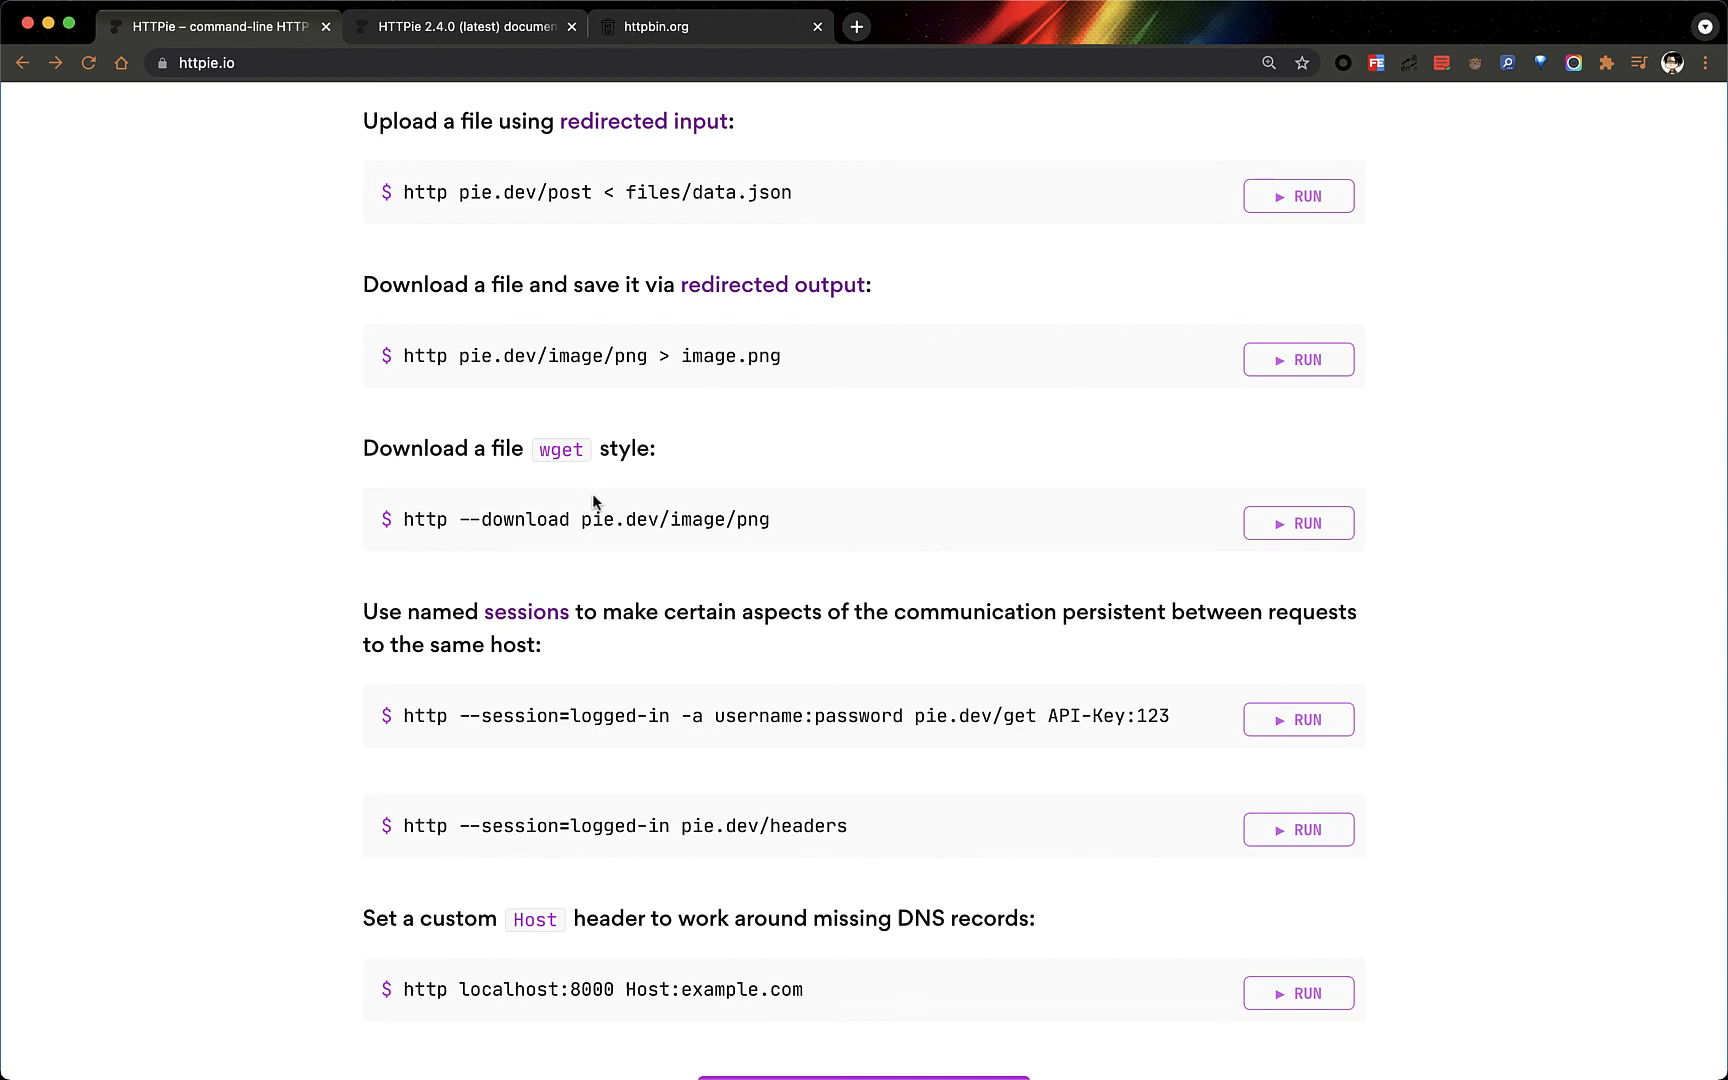 HTTPie – command-line HTTP
HTTPie 2.4.0 (latest) documen
httpbin.org
httpie.io
Upload a file using redirected input:
$ http pie.dev/post < files/data.json
▶ RUN
Download a file and save it via redirected output:
$ http pie.dev/image/png > image.png
▶ RUN
Download a file wget style:
$ http --download pie.dev/image/png
▶ RUN
Use named sessions to make certain aspects of the communication persistent between requests
to the same host:
$ http --session=logged-in -a username:password pie.dev/get API-Key:123
▶ RUN
$ http --session=logged-in pie.dev/headers
▶ RUN
Set a custom Host header to work around missing DNS records:
$ http localhost:8000 Host:example.com
▶ RUN